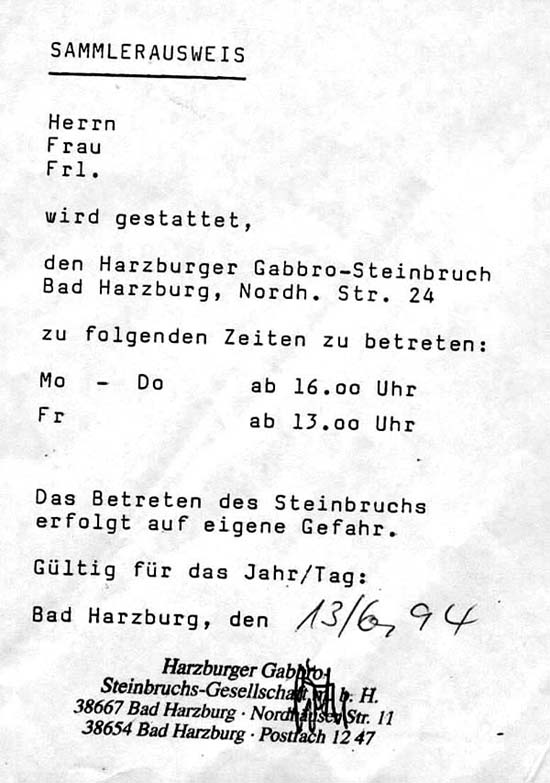 SAMMLERAUSWEIS
Herrn
Frau
Frl.
wird gestattet,
den Harzburger Gabbro-Steinbruch
Bad Harzburg, Nordh. Str. 24
zu folgenden Zeiten zu betreten:
Mo - Do ab 16.oo Uhr
Fr ab 13.oo Uhr
Das Betreten des Steinbruchs
erfolgt auf eigene Gefahr.
Gültig für das Jahr/Tag:
Bad Harzburg, den 13/6, 94
Harzburger Gabbro-
Steinbruchs-Gesellschaft b. H.
38667 Bad Harzburg · Nordhäuser Str. 11
38654 Bad Harzburg · Postfach 12 47